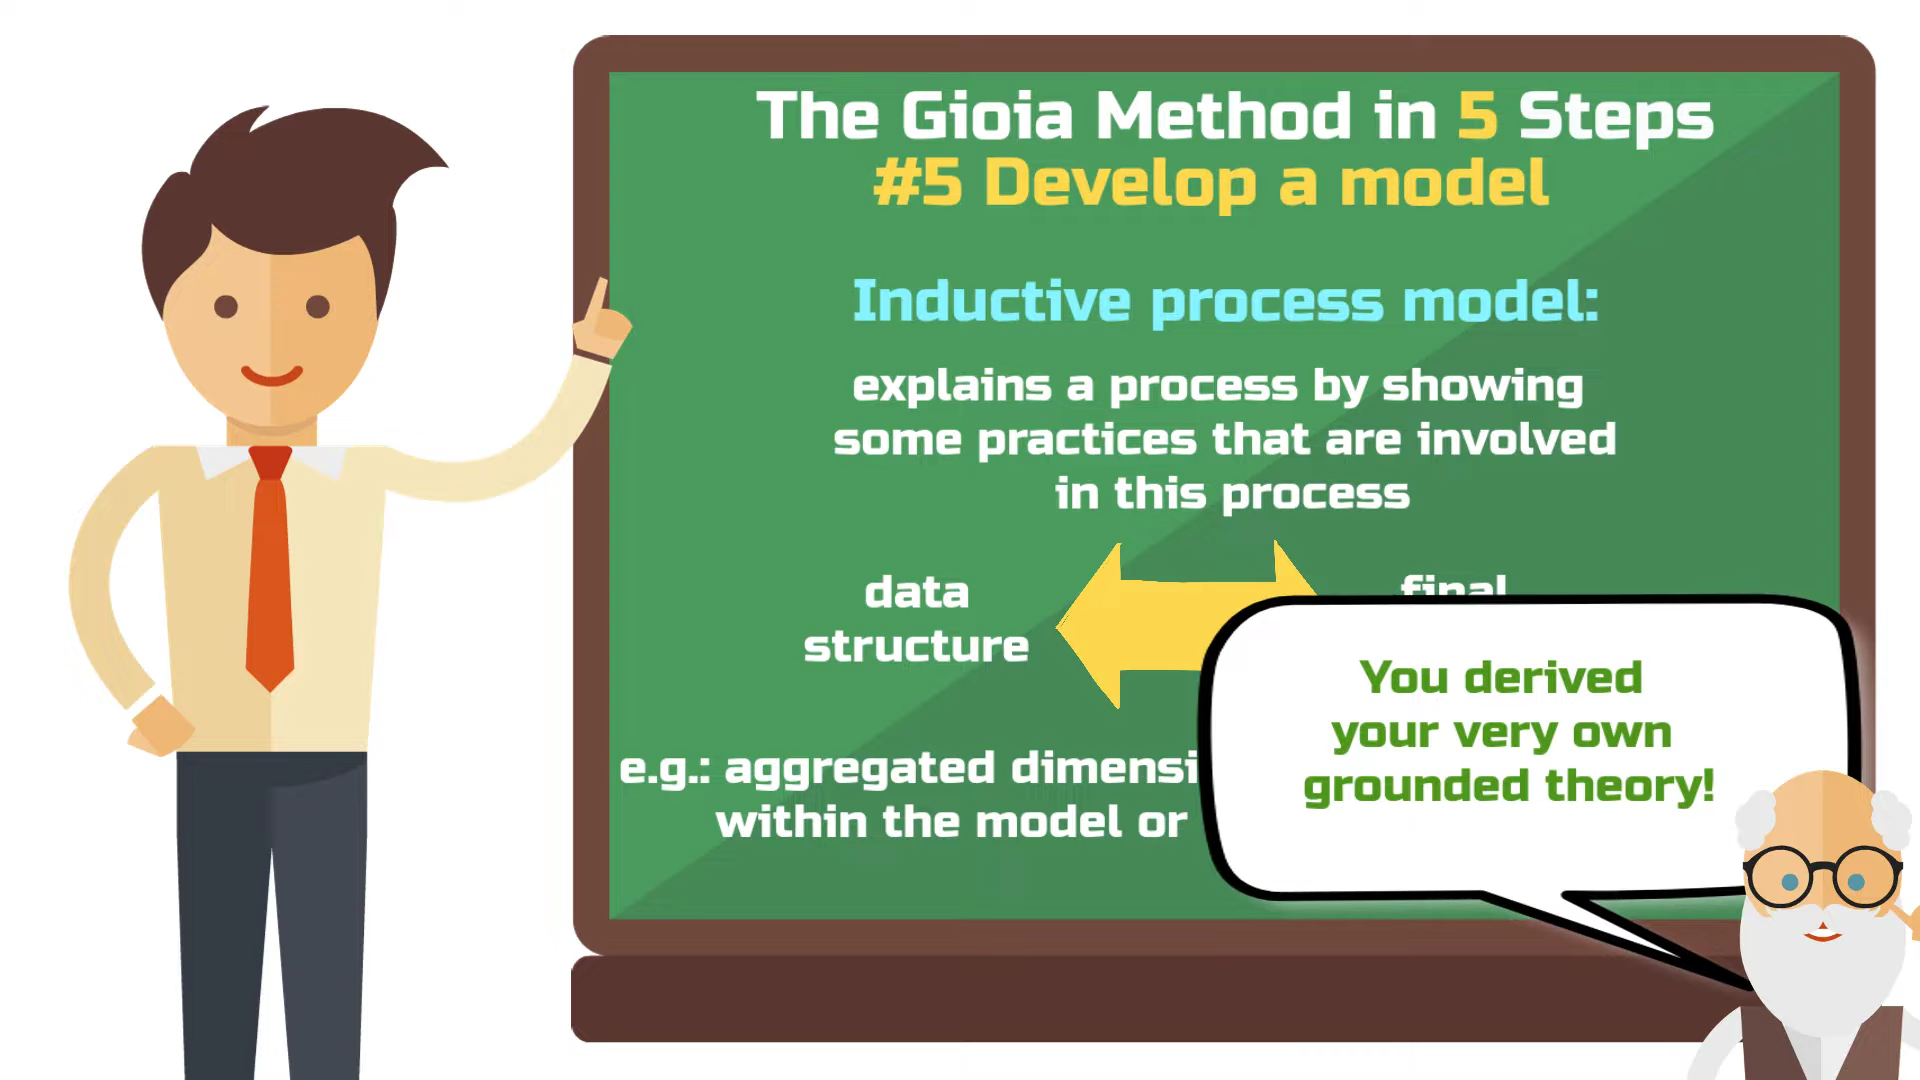 The Gioia Method in 5 Steps
#5 Develop a model
Inductive process model:
explains a process by showing
some practices that are involved
in this process
data
structure
final
e.g.: aggregated
within the model or
You derived
your very own
grounded theory!